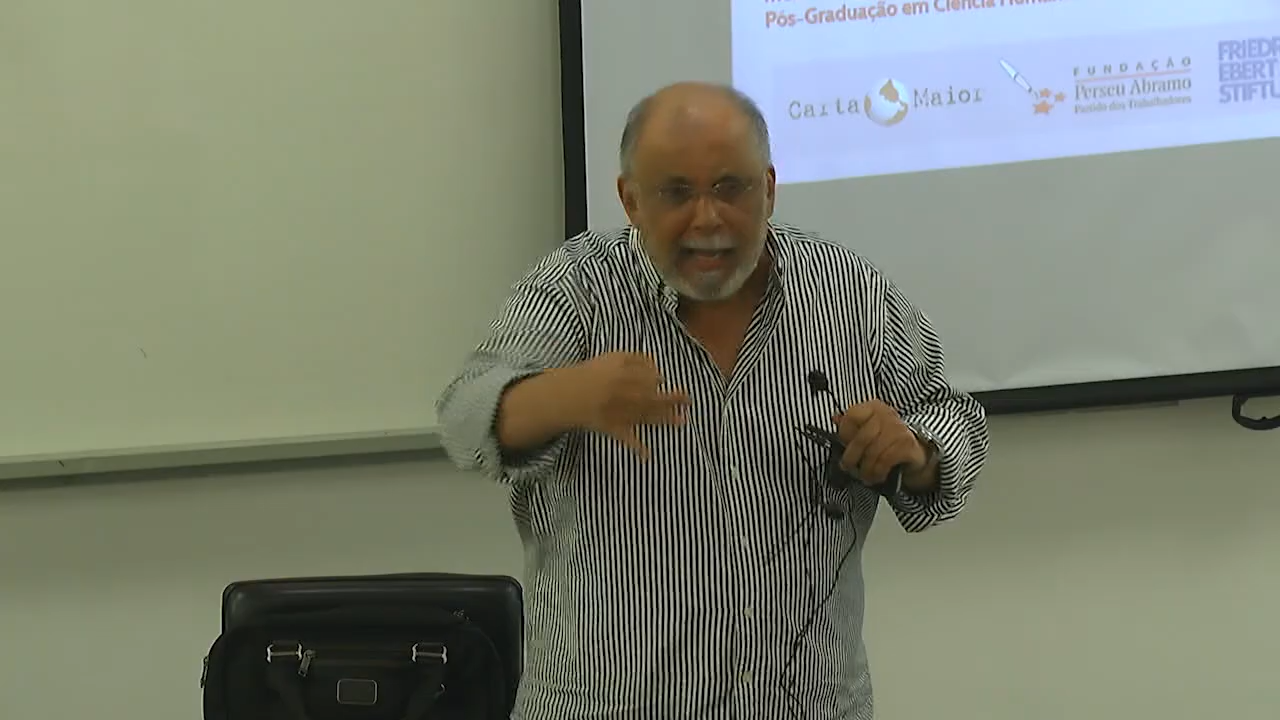 Pós-Graduação em Ciência
Carta Maior
FUNDAÇÃO
Perseu Abramo
Partido dos Trabalhadores
FRIEDR
EBERT
STIFTU